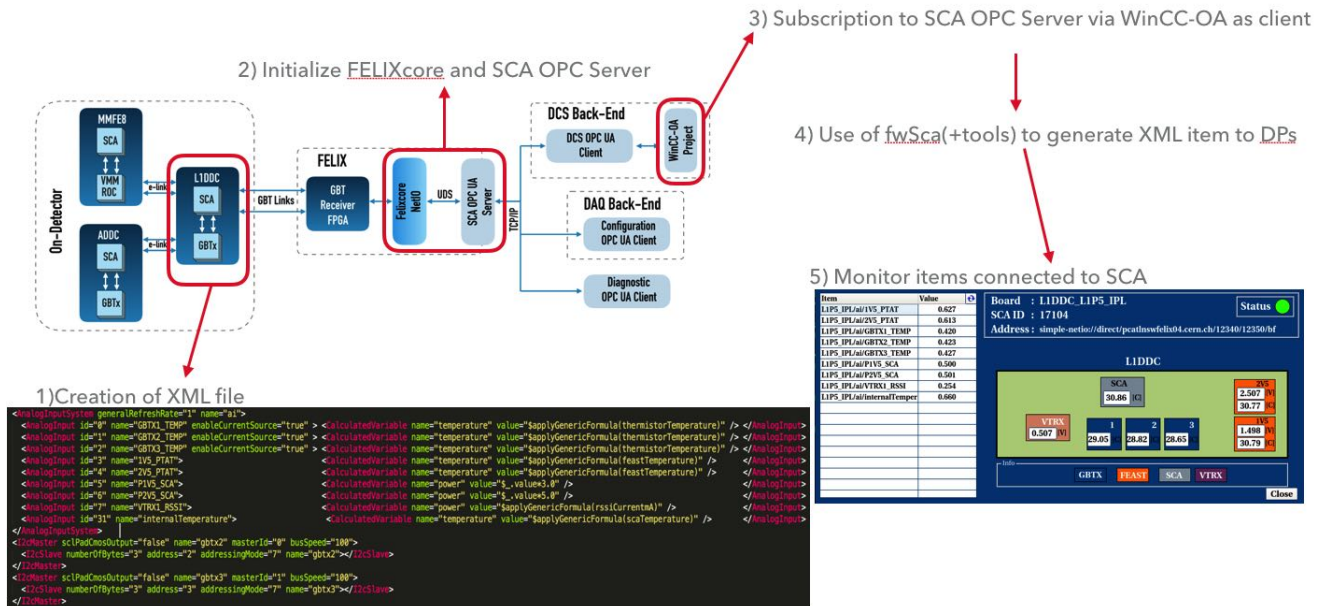 3) Subscription to SCA OPC Server via WinCC-OA as client
2) Initialize FELIXcore and SCA OPC Server
4) Use of fwSca(+tools) to generate XML item to DPs
On-Detector
MMFE8
SCA
VMM
ROC
e-link
ADDC
SCA
GBTx
e-link
L1DDC
SCA
GBTx
GBT Links
FELIX
GBT
Receiver
FPGA
Felixcore
NetIO
UDS
SCA OPC UA
Server
TCP/IP
DCS Back-End
DCS OPC UA
Client
WinCC-OA
Project
DAQ Back-End
Configuration
OPC UA Client
Diagnostic
OPC UA Client
5) Monitor items connected to SCA
Item Value
L1P5_IPL/ai/1V5_PTAT 0.627
L1P5_IPL/ai/2V5_PTAT 0.613
L1P5_IPL/ai/GBTX1_TEMP 0.420
L1P5_IPL/ai/GBTX2_TEMP 0.423
L1P5_IPL/ai/GBTX3_TEMP 0.427
L1P5_IPL/ai/P1V5_SCA 0.500
L1P5_IPL/ai/P2V5_SCA 0.501
L1P5_IPL/ai/VTRX1_RSSI 0.254
L1P5_IPL/ai/internalTemper 0.660
Board : L1DDC_L1P5_IPL
SCA ID : 17104
Address : simple-netio://direct/pcatlnswfelix04.cern.ch/12340/12350/bf
Status
L1DDC
SCA
30.86 [C]
VTRX
0.507 [V]
1 2 3
29.05 [C] 28.82 [C] 28.65 [C]
2V5
2.507 [V]
30.77 [C]
1V5
1.498 [V]
30.79 [C]
Info
GBTX FEAST SCA VTRX
Close
1)Creation of XML file
<AnalogInputSystem generalRefreshRate="1" name="ai">
<AnalogInput id="0" name="GBTX1_TEMP" enableCurrentSource="true" > <CalculatedVariable name="temperature" value="$applyGenericFormula(thermistorTemperature)" /> </AnalogInput>
<AnalogInput id="1" name="GBTX2_TEMP" enableCurrentSource="true" > <CalculatedVariable name="temperature" value="$applyGenericFormula(thermistorTemperature)" /> </AnalogInput>
<AnalogInput id="2" name="GBTX3_TEMP" enableCurrentSource="true" > <CalculatedVariable name="temperature" value="$applyGenericFormula(thermistorTemperature)" /> </AnalogInput>
<AnalogInput id="3" name="1V5_PTAT"> <CalculatedVariable name="temperature" value="$applyGenericFormula(feastTemperature)" /> </AnalogInput>
<AnalogInput id="4" name="2V5_PTAT"> <CalculatedVariable name="temperature" value="$applyGenericFormula(feastTemperature)" /> </AnalogInput>
<AnalogInput id="5" name="P1V5_SCA"> <CalculatedVariable name="power" value="$_.value*3.0" /> </AnalogInput>
<AnalogInput id="6" name="P2V5_SCA"> <CalculatedVariable name="power" value="$_.value*5.0" /> </AnalogInput>
<AnalogInput id="7" name="VTRX1_RSSI"> <CalculatedVariable name="power" value="$applyGenericFormula(rssiCurrentmA)" /> </AnalogInput>
<AnalogInput id="31" name="internalTemperature"> <CalculatedVariable name="temperature" value="$applyGenericFormula(scaTemperature)" /> </AnalogInput>
</AnalogInputSystem>
<I2cMaster sclPadCmosOutput="false" name="gbtx2" masterId="0" busSpeed="100">
<I2cSlave numberOfBytes="3" address="2" addressingMode="7" name="gbtx2"></I2cSlave>
</I2cMaster>
<I2cMaster sclPadCmosOutput="false" name="gbtx3" masterId="1" busSpeed="100">
<I2cSlave numberOfBytes="3" address="3" addressingMode="7" name="gbtx3"></I2cSlave>
</I2cMaster>